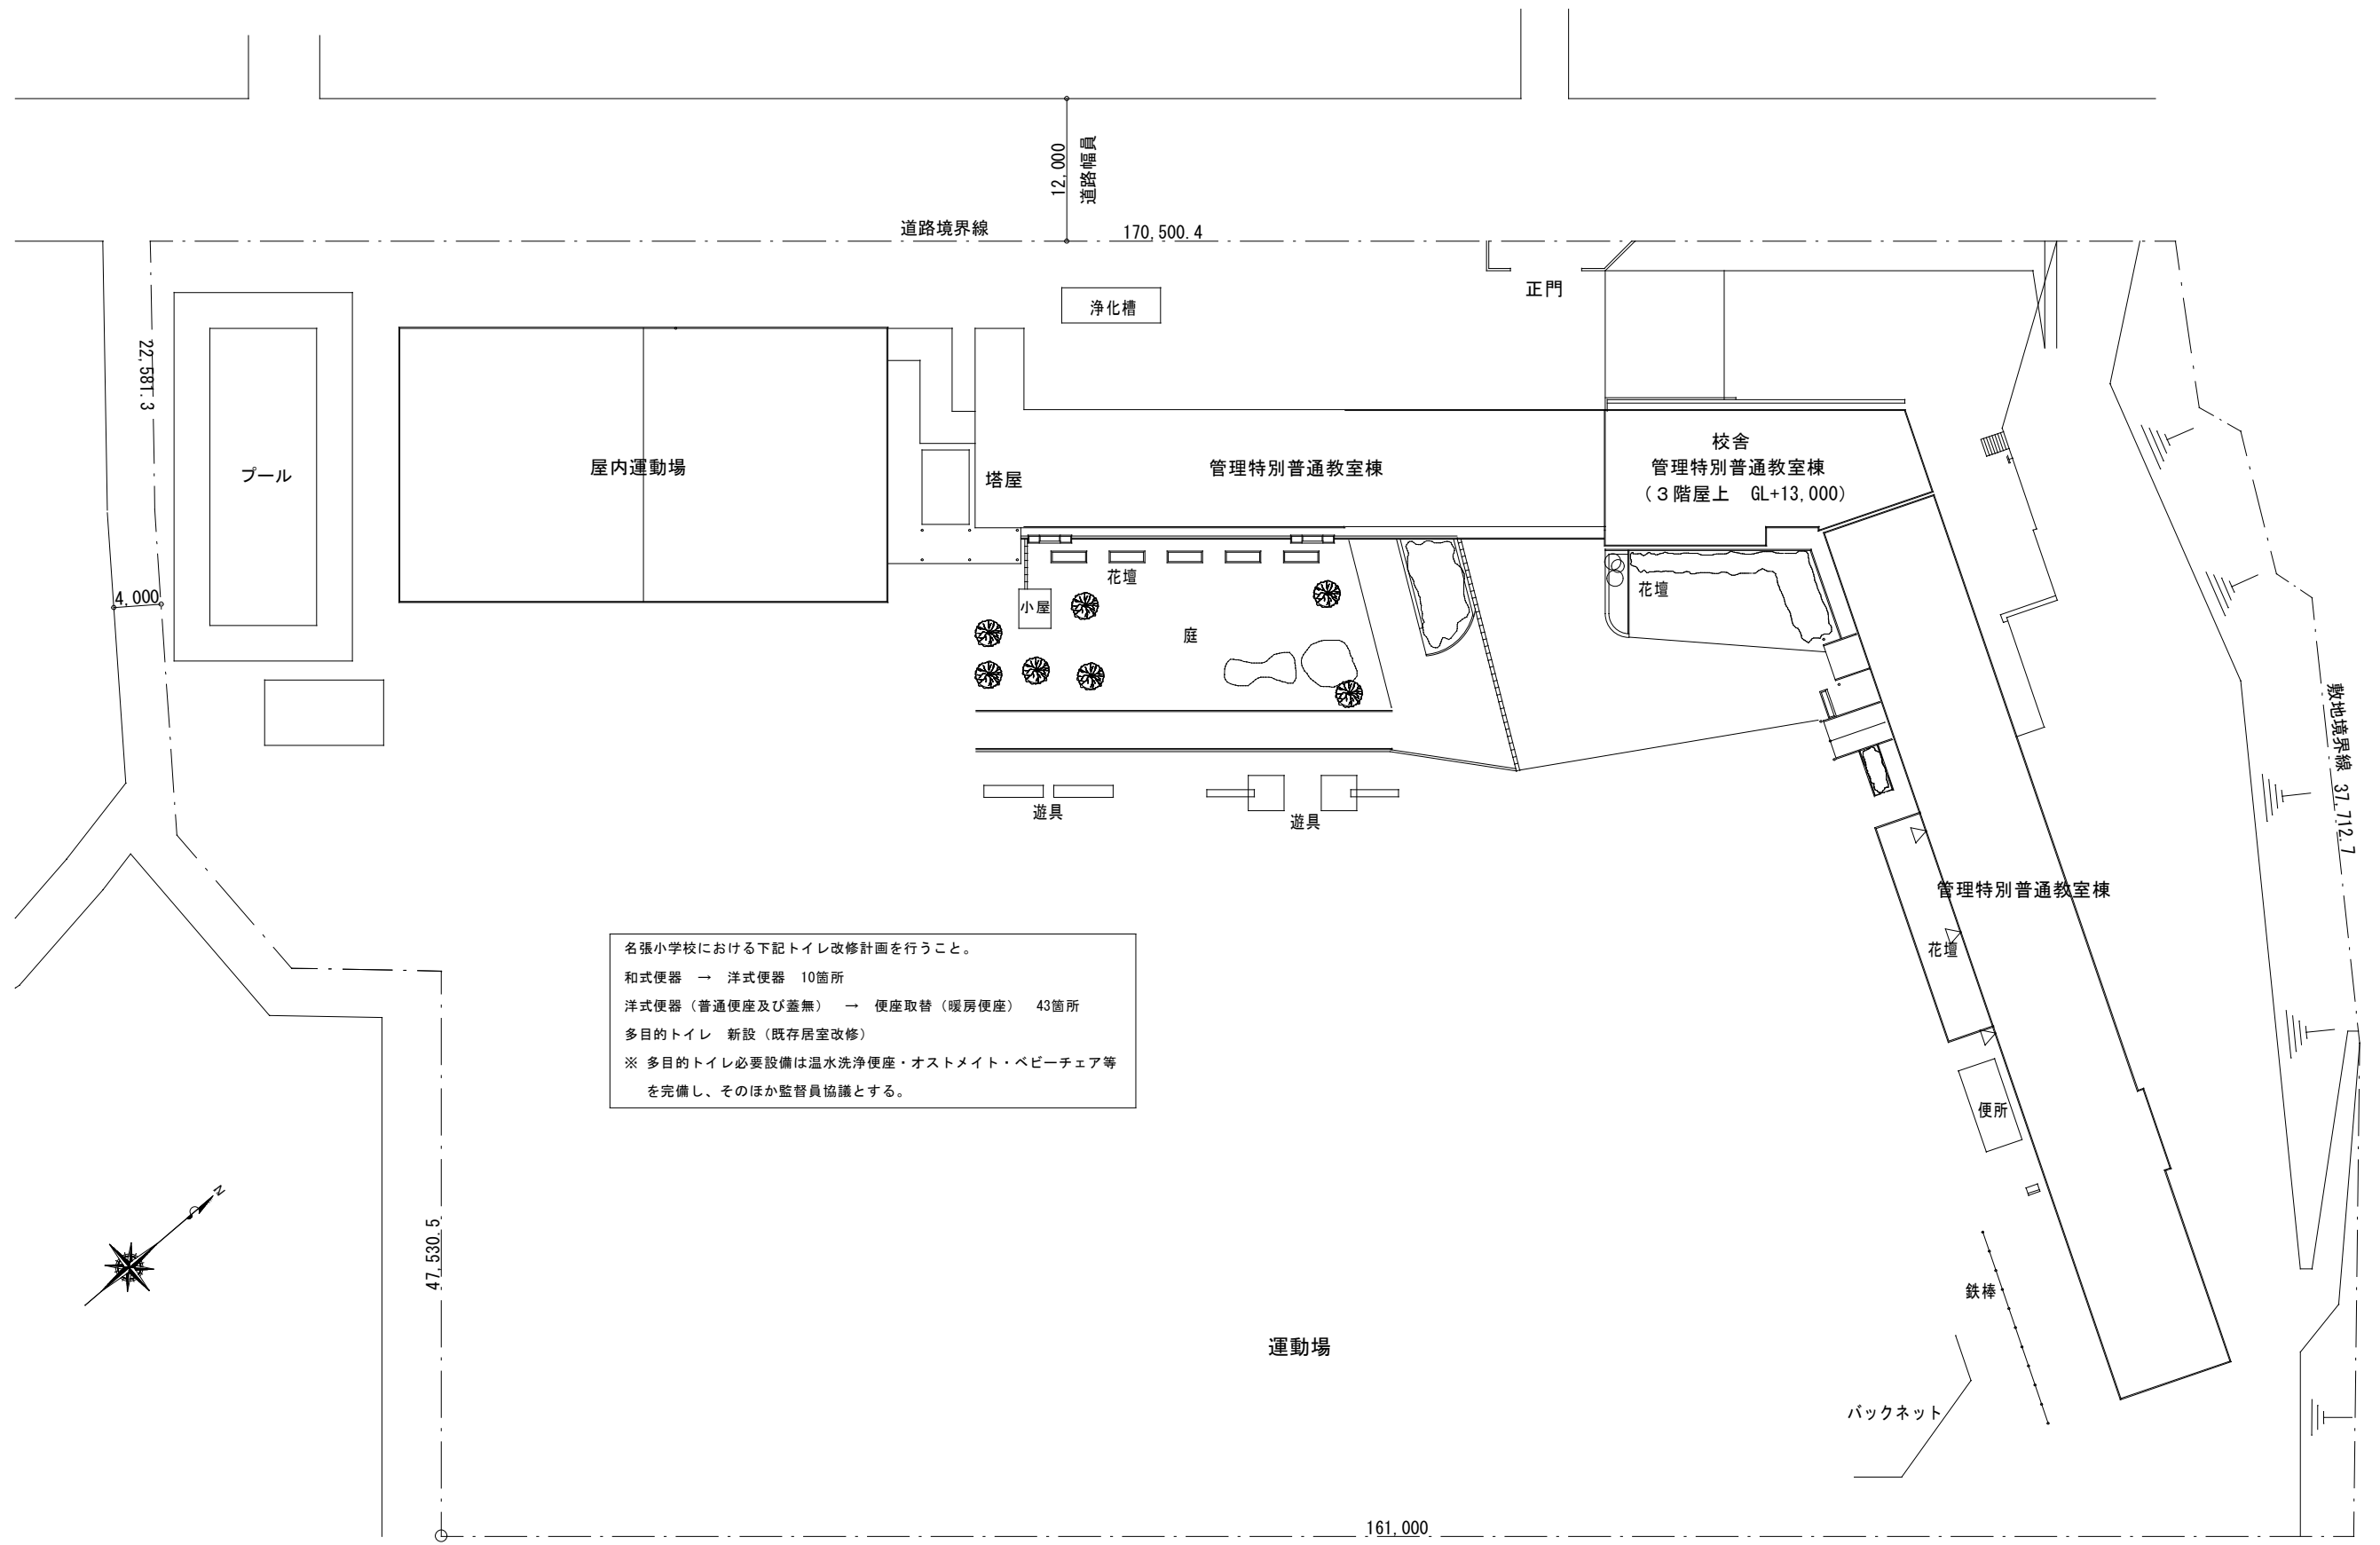 12,000
道路幅員
道路境界線
170,500.4
正門
浄化槽
22,581.3
プール
屋内運動場
塔屋
管理特別普通教室棟
校舎
管理特別普通教室棟
(3階屋上 GL+13,000)
4,000
花壇
小屋
庭
花壇
敷地境界線 37,712.7
遊具
遊具
管理特別普通教室棟
花壇
名張小学校における下記トイレ改修計画を行うこと。
和式便器 → 洋式便器 10箇所
洋式便器(普通便座及び蓋無) → 便座取替(暖房便座) 43箇所
多目的トイレ 新設(既存居室改修)
※ 多目的トイレ必要設備は温水洗浄便座・オストメイト・ベビーチェア等
を完備し、そのほか監督員協議とする。
便所
N
47,530.5
鉄棒
運動場
バックネット
161,000